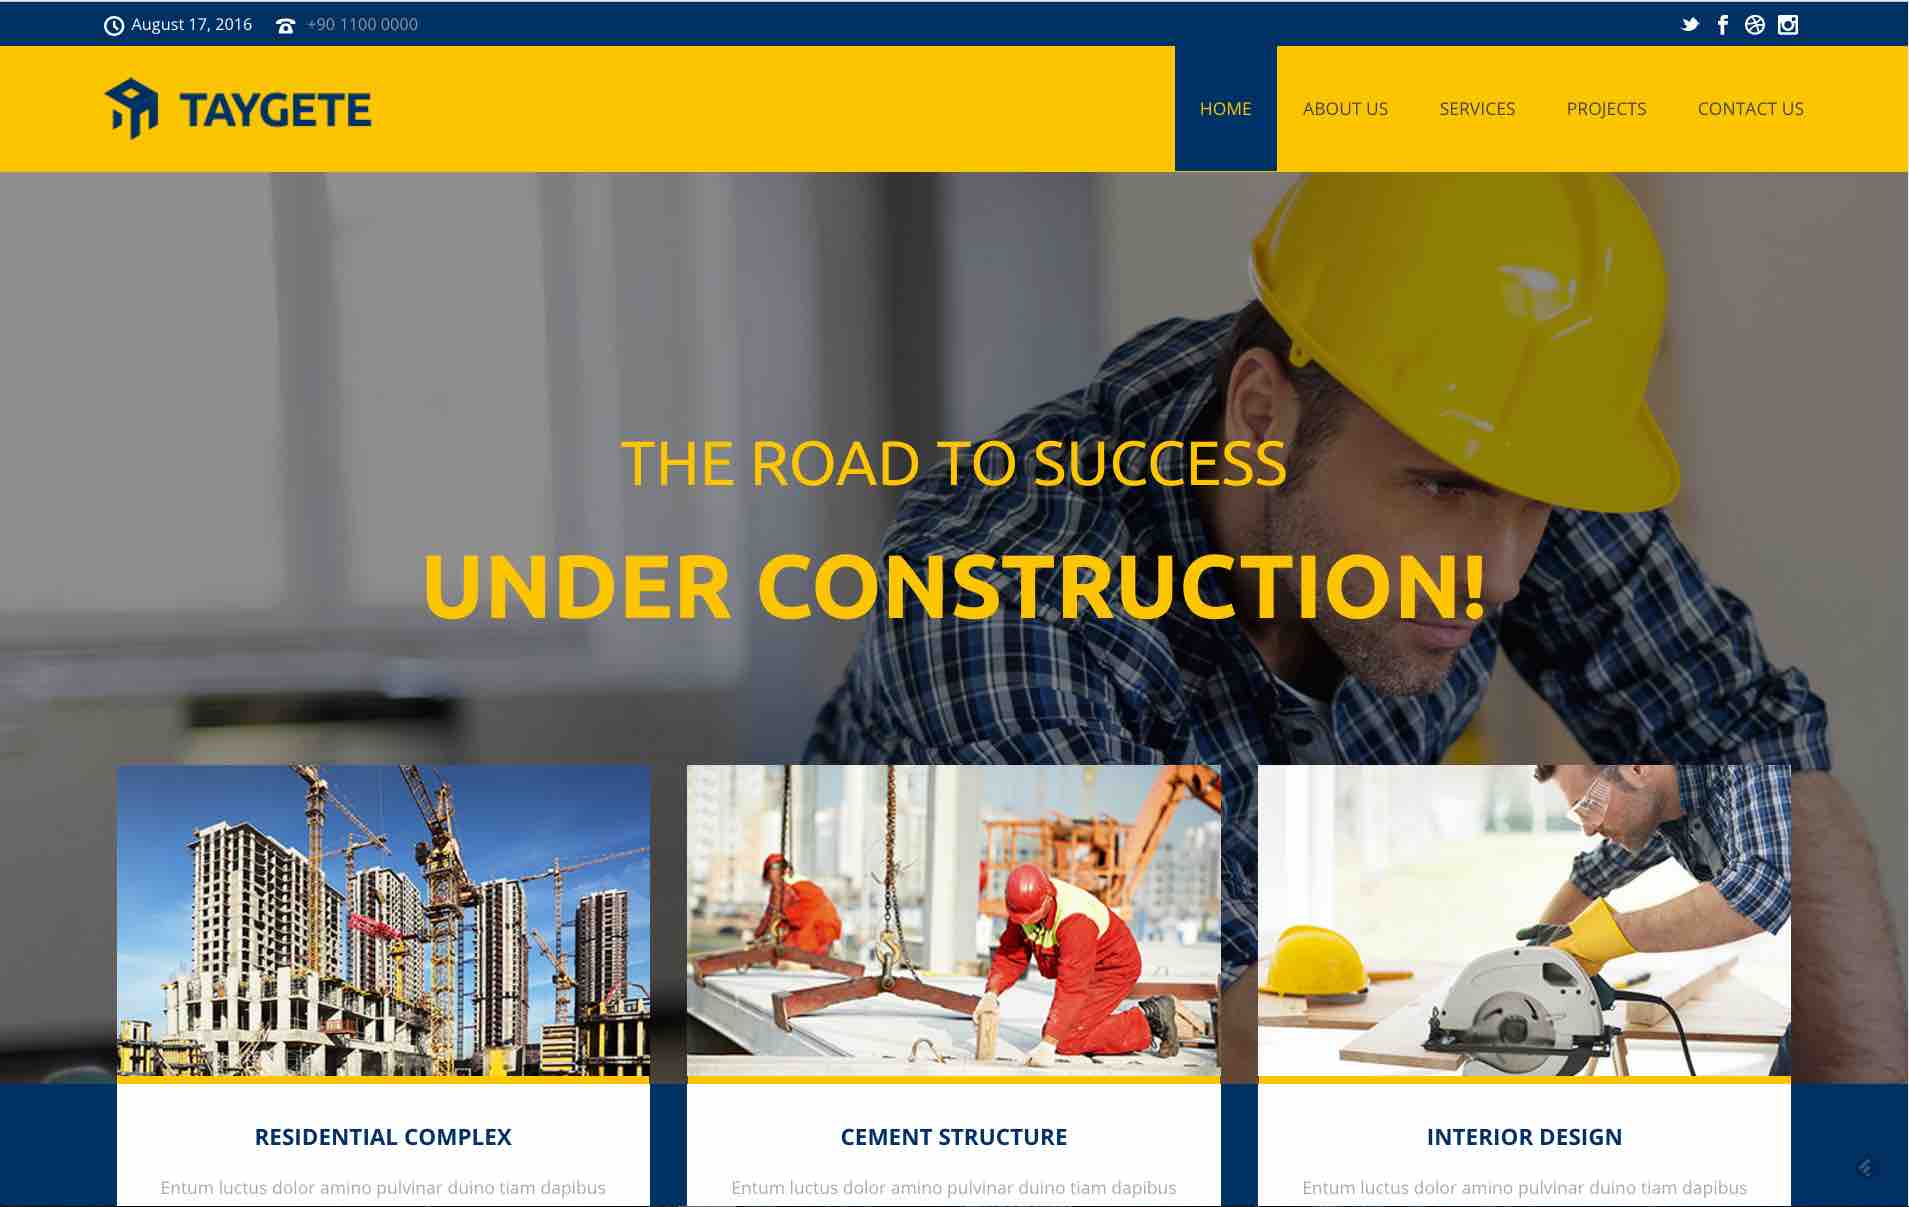 August 17, 2016 +90 1100 0000
TAYGETE
HOME ABOUT US SERVICES PROJECTS CONTACT US
THE ROAD TO SUCCESS
UNDER CONSTRUCTION!
RESIDENTIAL COMPLEX
Entum luctus dolor amino pulvinar duino tiam dapibus
CEMENT STRUCTURE
Entum luctus dolor amino pulvinar duino tiam dapibus
INTERIOR DESIGN
Entum luctus dolor amino pulvinar duino tiam dapibus